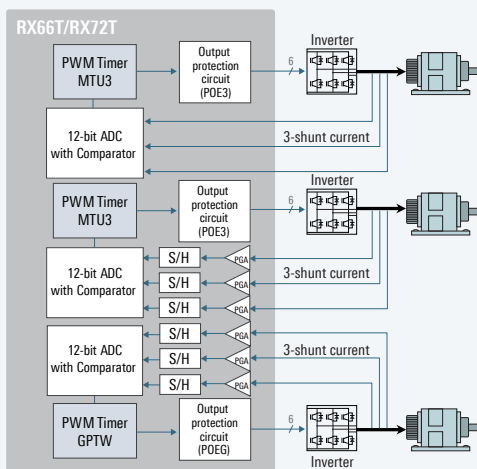 RX66T/RX72T
PWM Timer
MTU3
Output
protection
circuit
(POE3)
6
Inverter
12-bit ADC
with Comparator
3-shunt current
PWM Timer
MTU3
Output
protection
circuit
(POE3)
6
Inverter
12-bit ADC
with Comparator
S/H
PGA
S/H
PGA
S/H
PGA
3-shunt current
12-bit ADC
with Comparator
S/H
PGA
S/H
PGA
S/H
PGA
3-shunt current
PWM Timer
GPTW
Output
protection
circuit
(POEG)
6
Inverter